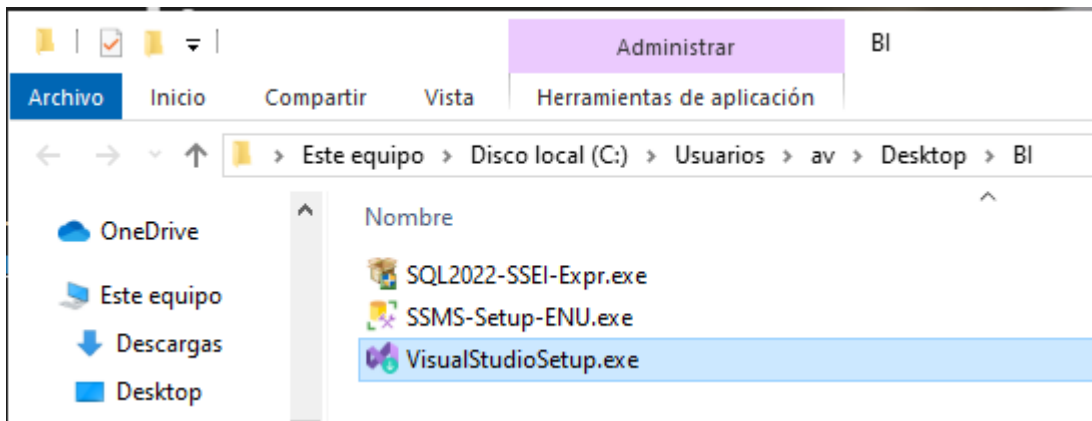 Administrar
BI
Archivo
Inicio
Compartir
Vista
Herramientas de aplicación
Este equipo > Disco local (C:) > Usuarios > av > Desktop > BI
OneDrive
Este equipo
Descargas
Desktop
Nombre
SQL2022-SSEI-Expr.exe
SSMS-Setup-ENU.exe
VisualStudioSetup.exe